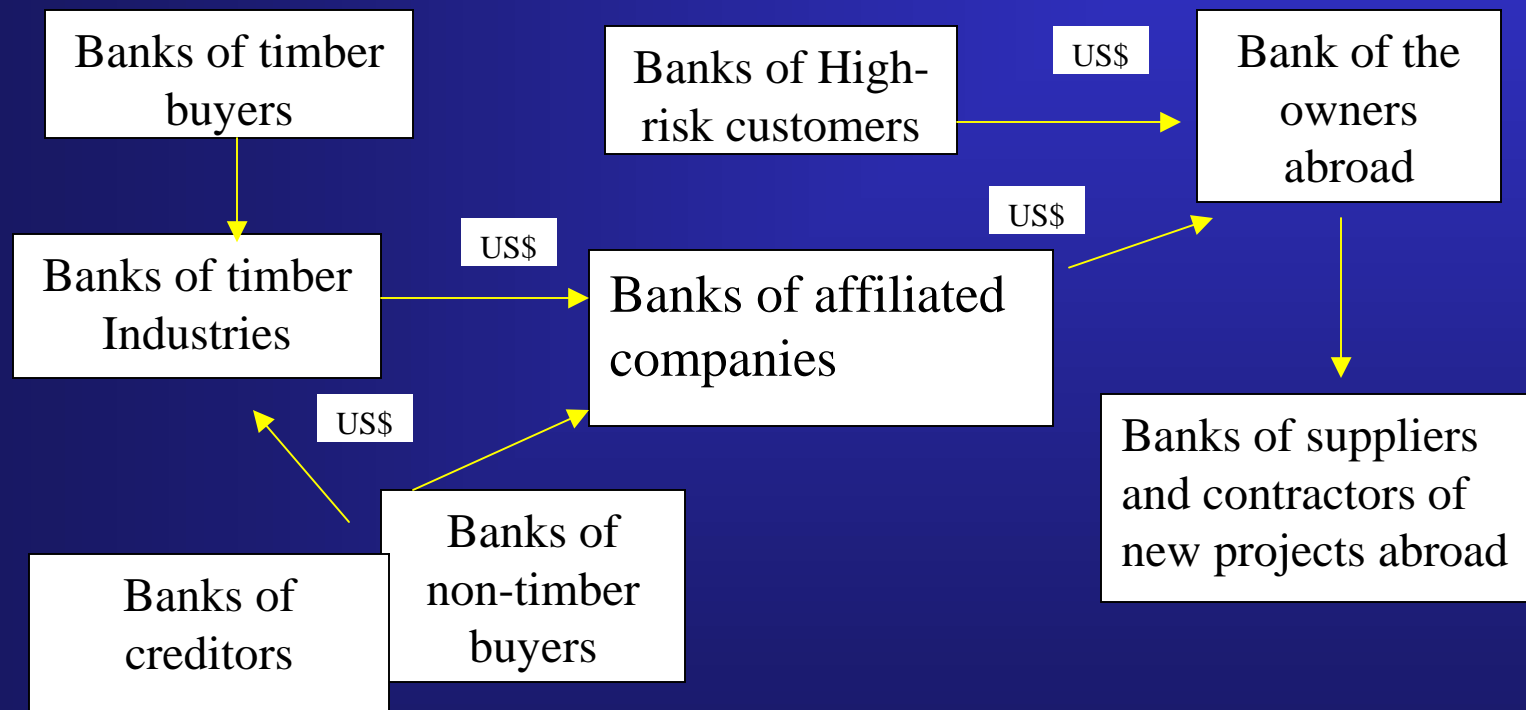 Banks of timber
buyers
Banks of High-
risk customers
US$
Bank of the
owners
abroad
US$
US$
Banks of timber
Industries
Banks of affiliated
companies
US$
Banks of suppliers
and contractors of
new projects abroad
Banks of
non-timber
buyers
Banks of
creditors